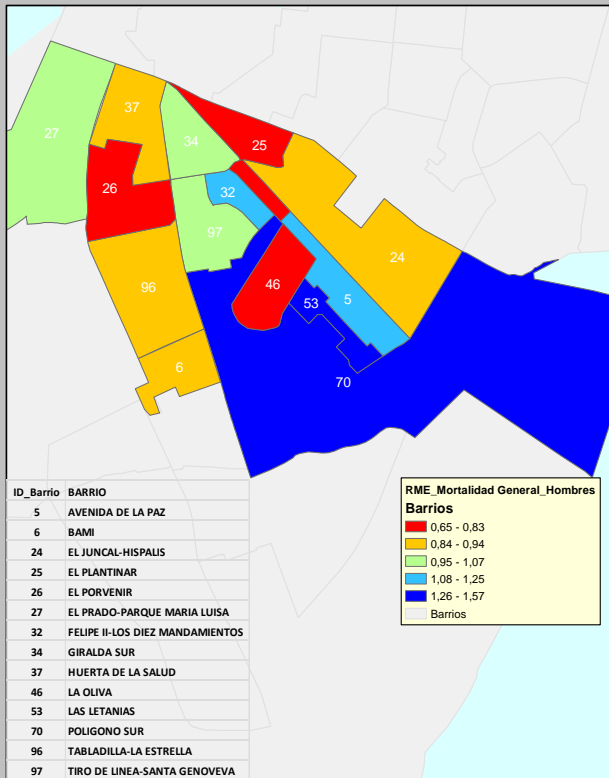 37
27
34
25
26
32
97
24
46
96
53
5
6
70
ID_Barrio BARRIO
5 AVENIDA DE LA PAZ
6 BAMI
24 EL JUNCAL-HISPALIS
25 EL PLANTINAR
26 EL PORVENIR
27 EL PRADO-PARQUE MARIA LUISA
32 FELIPE II-LOS DIEZ MANDAMIENTOS
34 GIRALDA SUR
37 HUERTA DE LA SALUD
46 LA OLIVA
53 LAS LETANIAS
70 POLIGONO SUR
96 TABLADILLA-LA ESTRELLA
97 TIRO DE LINEA-SANTA GENOVEVA
RME_Mortalidad General_Hombres
Barrios
0,65 - 0,83
0,84 - 0,94
0,95 - 1,07
1,08 - 1,25
1,26 - 1,57
Barrios